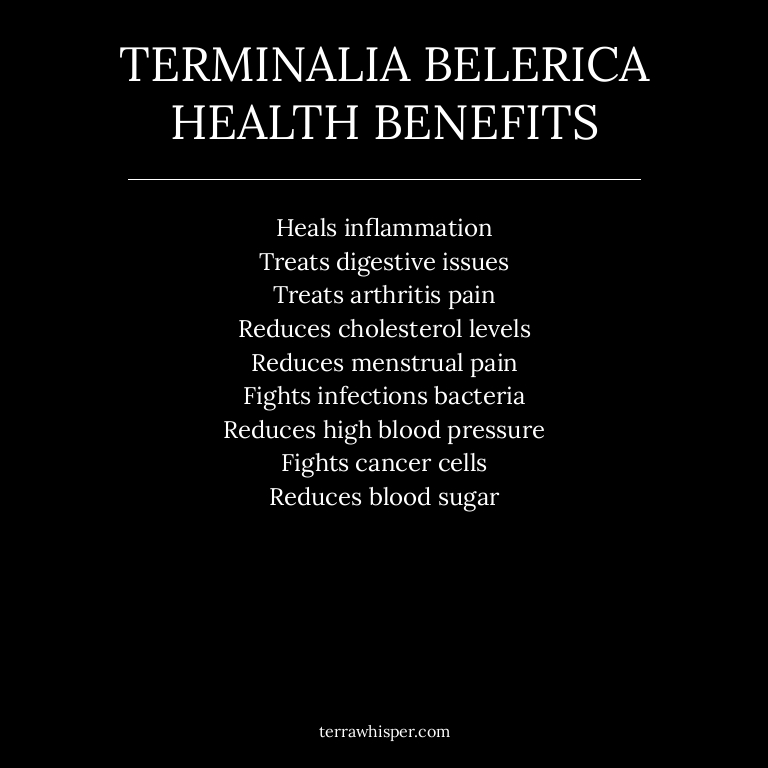 TERMINALIA BELERICA
HEALTH BENEFITS
Heals inflammation
Treats digestive issues
Treats arthritis pain
Reduces cholesterol levels
Reduces menstrual pain
Fights infections bacteria
Reduces high blood pressure
Fights cancer cells
Reduces blood sugar
terrawhisper.com